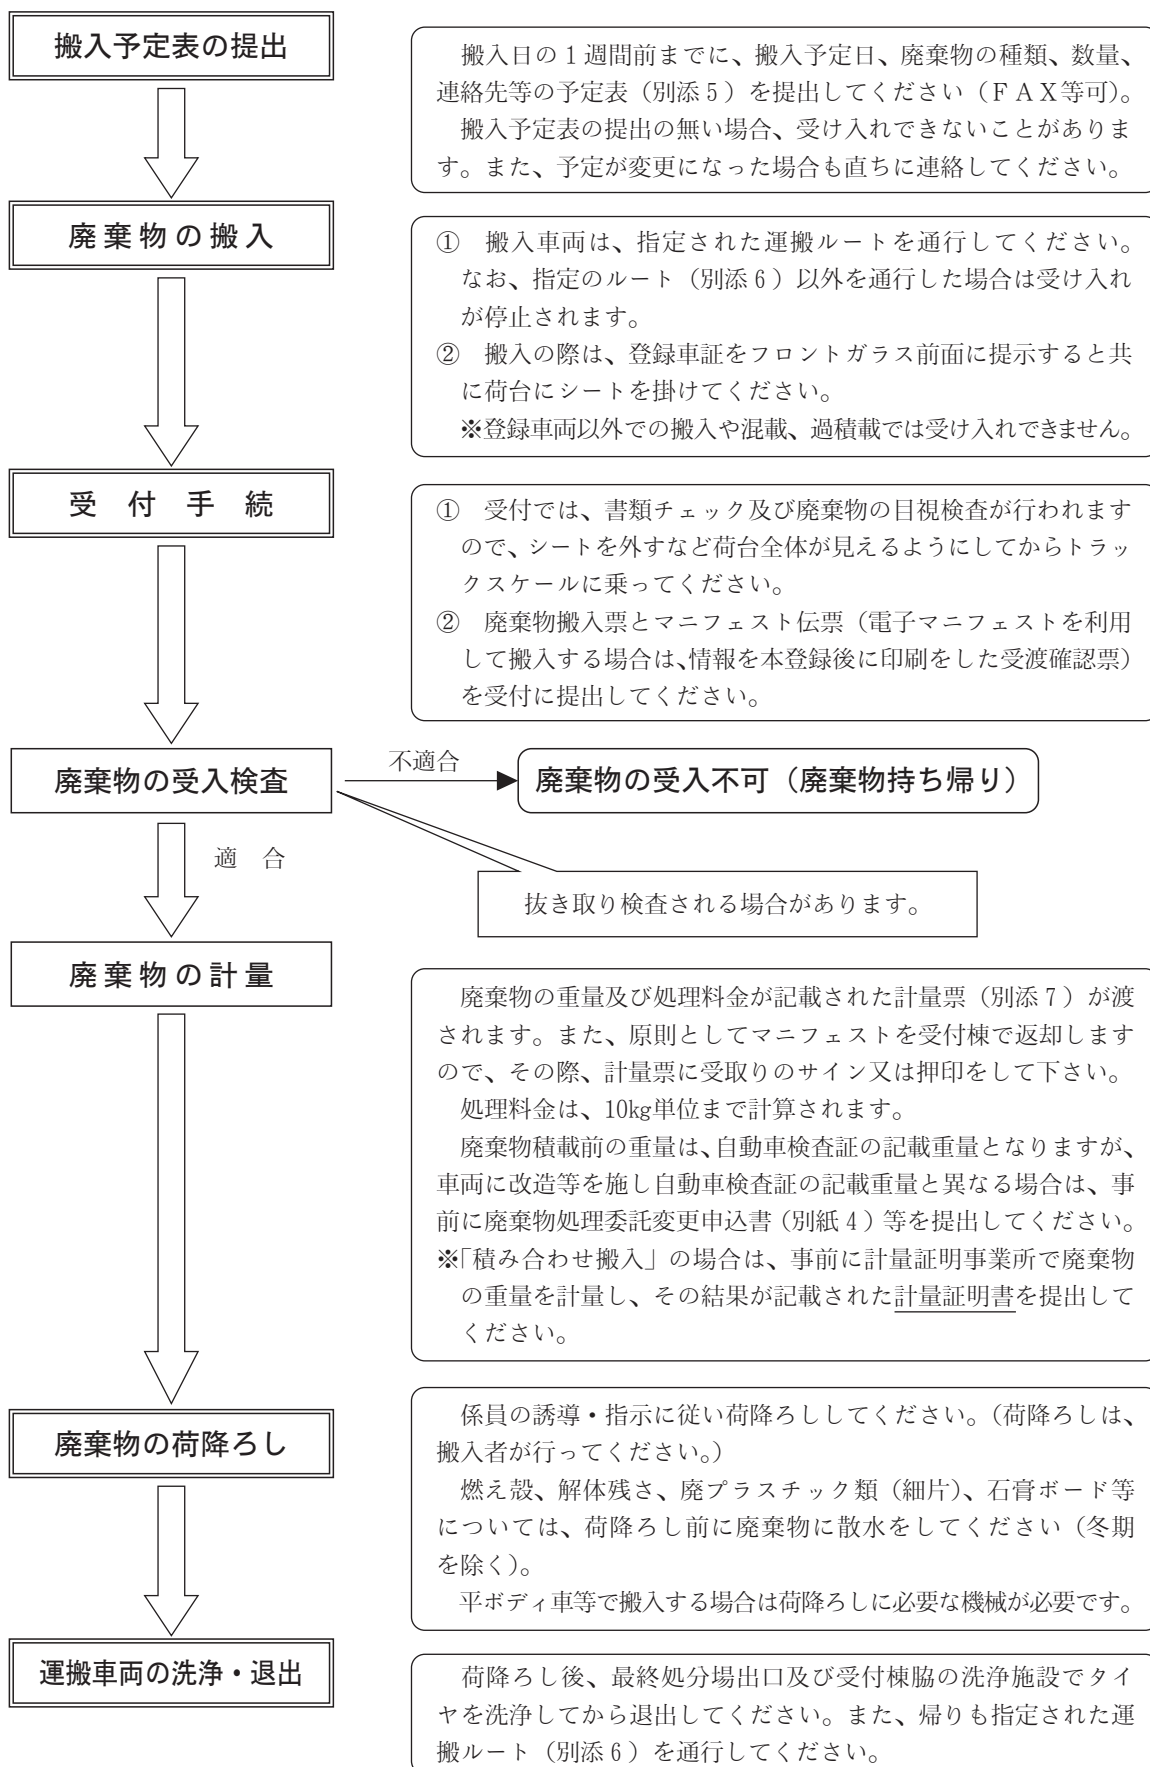 搬入予定表の提出
搬入日の1週間前までに、搬入予定日、廃棄物の種類、数量、
連絡先等の予定表（別添5）を提出してください（ＦＡＸ等可）。
搬入予定表の提出の無い場合、受け入れできないことがありま
す。また、予定が変更になった場合も直ちに連絡してください。
廃棄物の搬入
① 搬入車両は、指定された運搬ルートを通行してください。
なお、指定のルート（別添6）以外を通行した場合は受け入れ
が停止されます。
② 搬入の際は、登録車証をフロントガラス前面に提示すると共
に荷台にシートを掛けてください。
※登録車両以外での搬入や混載、過積載では受け入れできません。
受付手続
① 受付では、書類チェック及び廃棄物の目視検査が行われます
ので、シートを外すなど荷台全体が見えるようにしてからトラッ
クスケールに乗ってください。
② 廃棄物搬入票とマニフェスト伝票（電子マニフェストを利用
して搬入する場合は、情報を本登録後に印刷をした受渡確認票）
を受付に提出してください。
廃棄物の受入検査
不適合
廃棄物の受入不可（廃棄物持ち帰り）
適合
抜き取り検査される場合があります。
廃棄物の計量
廃棄物の重量及び処理料金が記載された計量票（別添7）が渡
されます。また、原則としてマニフェストを受付棟で返却します
ので、その際、計量票に受取りのサイン又は押印をして下さい。
処理料金は、10kg単位まで計算されます。
廃棄物積載前の重量は、自動車検査証の記載重量となりますが、
車両に改造等を施し自動車検査証の記載重量と異なる場合は、事
前に廃棄物処理委託変更申込書（別紙4）等を提出してください。
※「積み合わせ搬入」の場合は、事前に計量証明事業所で廃棄物
の重量を計量し、その結果が記載された計量証明書を提出して
ください。
廃棄物の荷降ろし
係員の誘導・指示に従い荷降ろししてください。（荷降ろしは、
搬入者が行ってください。）
燃え殻、解体残さ、廃プラスチック類（細片）、石膏ボード等
については、荷降ろし前に廃棄物に散水をしてください（冬期
を除く）。
平ボディ車等で搬入する場合は荷降ろしに必要な機械が必要です。
運搬車両の洗浄・退出
荷降ろし後、最終処分場出口及び受付棟脇の洗浄施設でタイ
ヤを洗浄してから退出してください。また、帰りも指定された運
搬ルート（別添6）を通行してください。